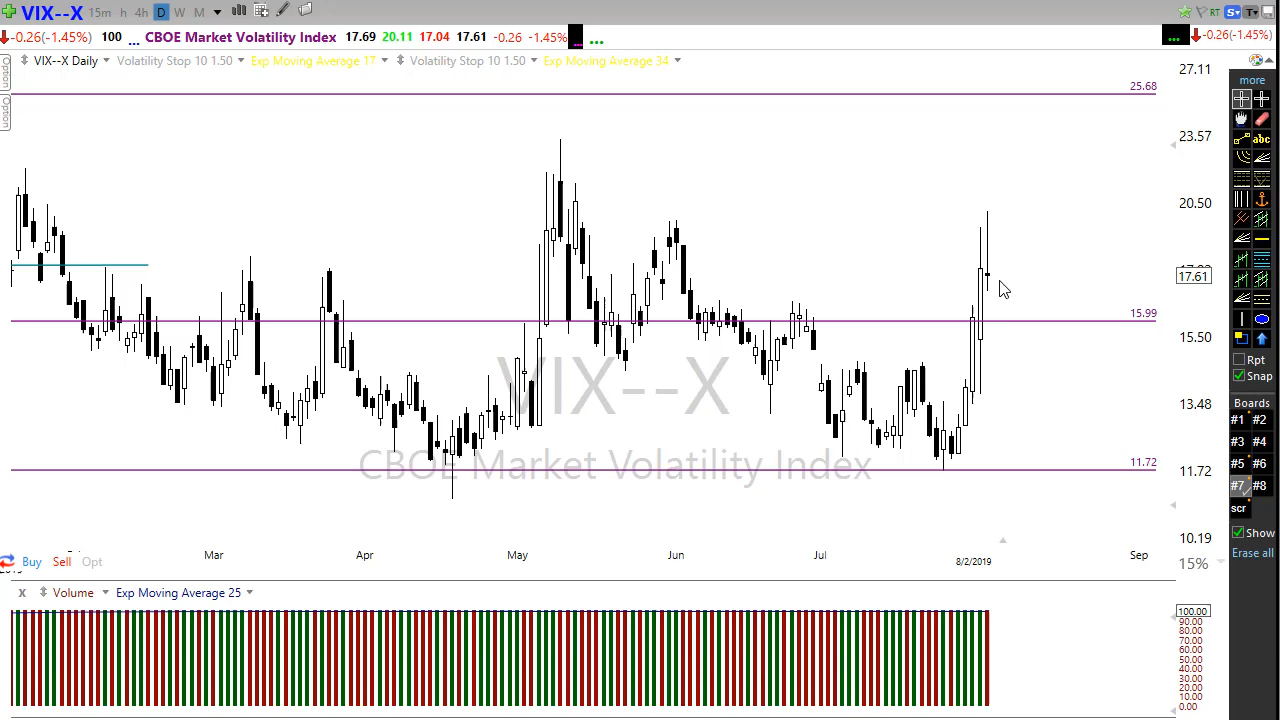 VIX--X 15m h 4h D W M RT S T
-0.26(-1.45%) 100 ... CBOE Market Volatility Index 17.69 20.11 17.04 17.61 -0.26 -1.45% ... ... ... -0.26(-1.45%)
Option VIX--X Daily Volatility Stop 10 1.50 Exp Moving Average 17 Volatility Stop 10 1.50 Exp Moving Average 34
Option
27.11
25.68
23.57
20.50
17.61
15.99
15.50
13.48
11.72
11.72
10.19
15%
VIX--X
CBOE Market Volatility Index
Mar Apr May Jun Jul Sep
8/2/2019
Buy Sell Opt
X Volume Exp Moving Average 25
100.00
90.00
80.00
70.00
60.00
50.00
40.00
30.00
20.00
10.00
0.00
more
abc
Rpt
Snap
Boards
#1 #2
#3 #4
#5 #6
#7 #8
scr
Show
Erase all